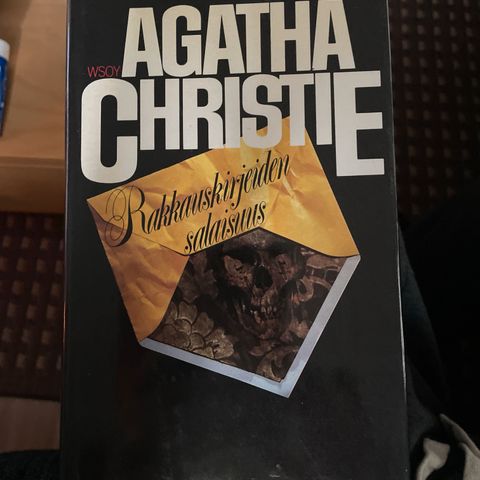 AGATHA
WSOY
CHRISTIE
Rakkauskirjeiden
salaisuus